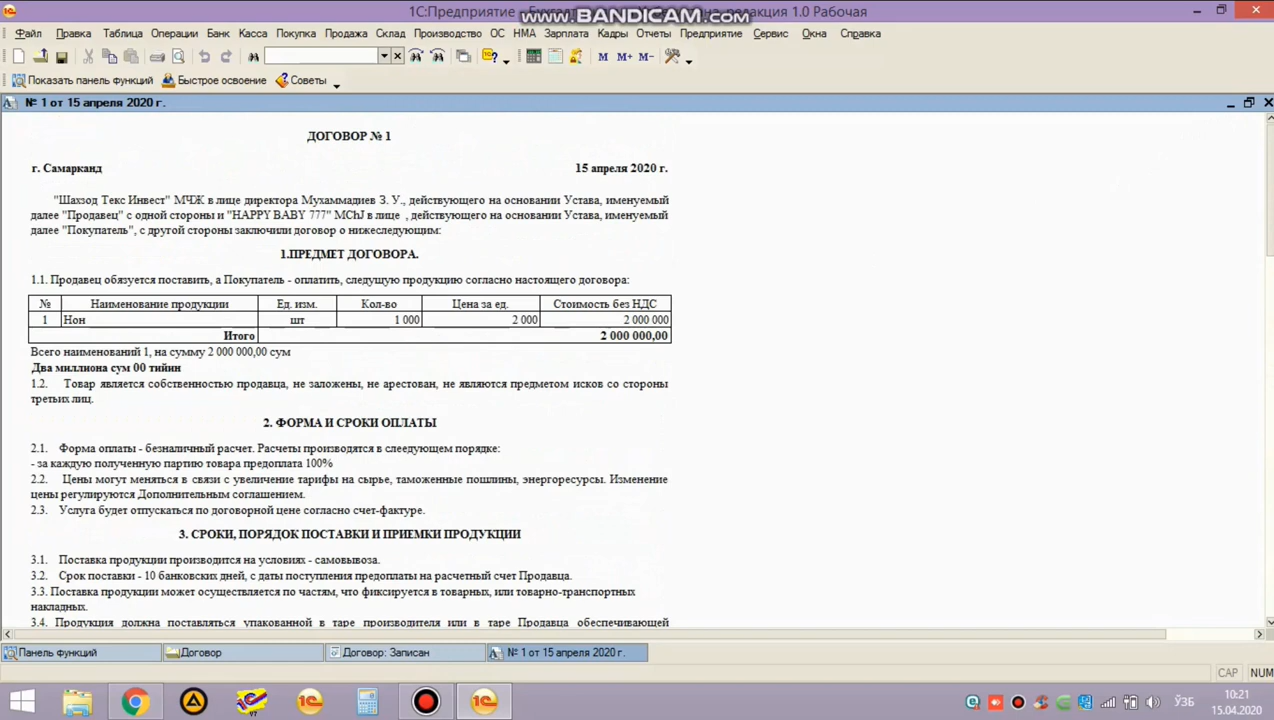 1С:Предприятие - Бухг
, редакция 1.0 Рабочая
www.BANDICAM.com
Файл Правка Таблица Операции Банк Касса Покупка Продажа Склад Производство ОС НМА Зарплата Кадры Отчеты Предприятие Сервис Окна Справка
M M+ M-
Показать панель функций Быстрое освоение Советы
№ 1 от 15 апреля 2020 г.
ДОГОВОР № 1
г. Самарканд 15 апреля 2020 г.
"Шахзод Текс Инвест" МЧЖ в лице директора Мухаммадиев З. У., действующего на основании Устава, именуемый
далее "Продавец" с одной стороны и "HAPPY BABY 777" MChJ в лице , действующего на основании Устава, именуемый
далее "Покупатель", с другой стороны заключили договор о нижеследующим:
1.ПРЕДМЕТ ДОГОВОРА.
1.1. Продавец обязуется поставить, а Покупатель - оплатить, следущую продукцию согласно настоящего договора:
№ Наименование продукции Ед. изм. Кол-во Цена за ед. Стоимость без НДС
1 Нон шт 1 000 2 000 2 000 000
Итого 2 000 000,00
Всего наименований 1, на сумму 2 000 000,00 сум
Два миллиона сум 00 тийин
1.2. Товар является собственностью продавца, не заложены, не арестован, не являются предметом исков со стороны
третьих лиц.
2. ФОРМА И СРОКИ ОПЛАТЫ
2.1. Форма оплаты - безналичный расчет. Расчеты производятся в слеедующем порядке:
- за каждую полученную партию товара предоплата 100%
2.2. Цены могут меняться в связи с увеличение тарифы на сырье, таможенные пошлины, энергоресурсы. Изменение
цены регулируются Дополнительным соглашением.
2.3. Услуга будет отпускаться по договорной цене согласно счет-фактуре.
3. СРОКИ, ПОРЯДОК ПОСТАВКИ И ПРИЕМКИ ПРОДУКЦИИ
3.1. Поставка продукции производится на условиях - самовывоза.
3.2. Срок поставки - 10 банковских дней, с даты поступления предоплаты на расчетный счет Продавца.
3.3. Поставка продукции может осуществляется по частям, что фиксируется в товарных, или товарно-транспортных
накладных.
3.4. Продукция должна поставляться упакованной в таре производителя или в таре Продавца обеспечивающей
Панель функций Договор Договор: Записан № 1 от 15 апреля 2020 г.
CAP NUM
ЎЗБ 10:21
15.04.2020